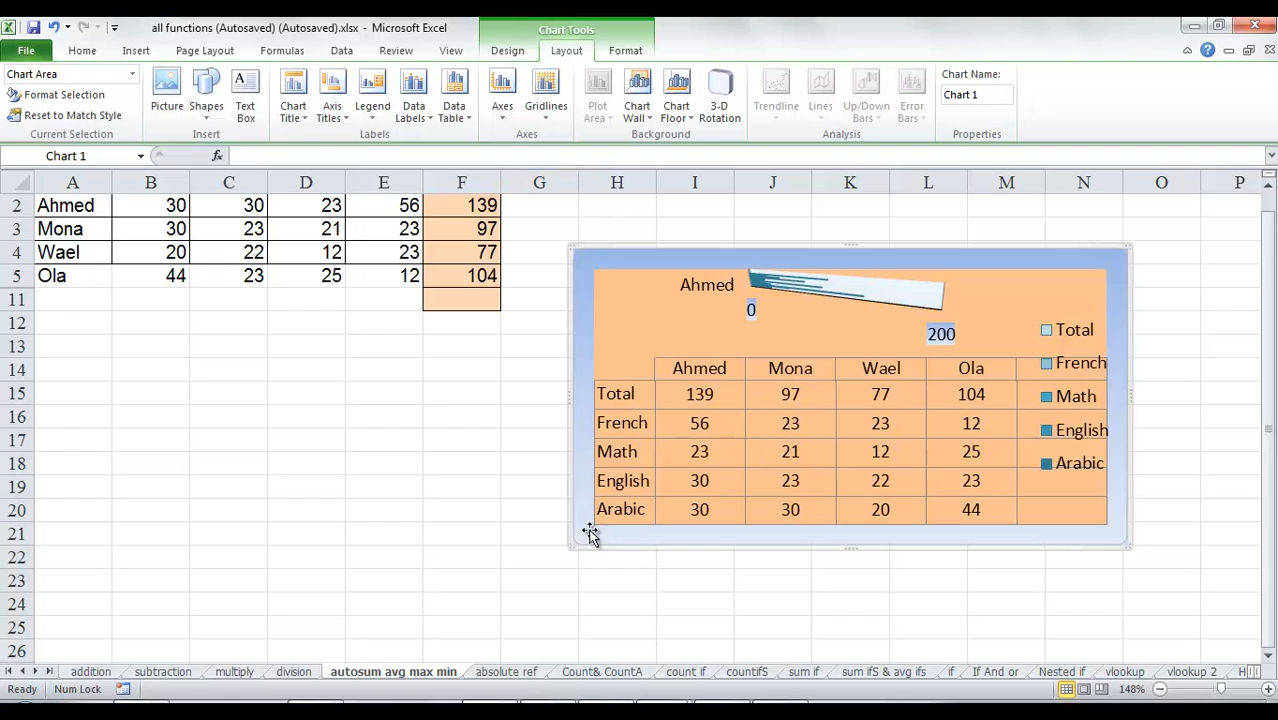 all functions (Autosaved) (Autosaved).xlsx - Microsoft Excel
Chart Tools
File Home Insert Page Layout Formulas Data Review View Design Layout Format
Chart Area
Format Selection
Reset to Match Style
Current Selection
Picture Shapes Text Box
Insert
Chart Title Axis Titles Legend Data Labels Data Table
Labels
Axes Gridlines
Axes
Plot Area Chart Wall Chart Floor 3-D Rotation
Background
Trendline Lines Up/Down Bars Error Bars
Analysis
Chart Name:
Chart 1
Properties
Chart 1 fx
A B C D E F G H I J K L M N O P
2 Ahmed 30 30 23 56 139
3 Mona 30 23 21 23 97
4 Wael 20 22 12 23 77
5 Ola 44 23 25 12 104
11
12
13
14
15
16
17
18
19
20
21
22
23
24
25
26
Ahmed
0
200
Ahmed Mona Wael Ola
Total 139 97 77 104
French 56 23 23 12
Math 23 21 12 25
English 30 23 22 23
Arabic 30 30 20 44
Total
French
Math
English
Arabic
addition subtraction multiply division autosum avg max min absolute ref Count& CountA count if countifS sum if sum ifS & avg ifs if If And or Nested if vlookup vlookup 2 H
Ready Num Lock 148%